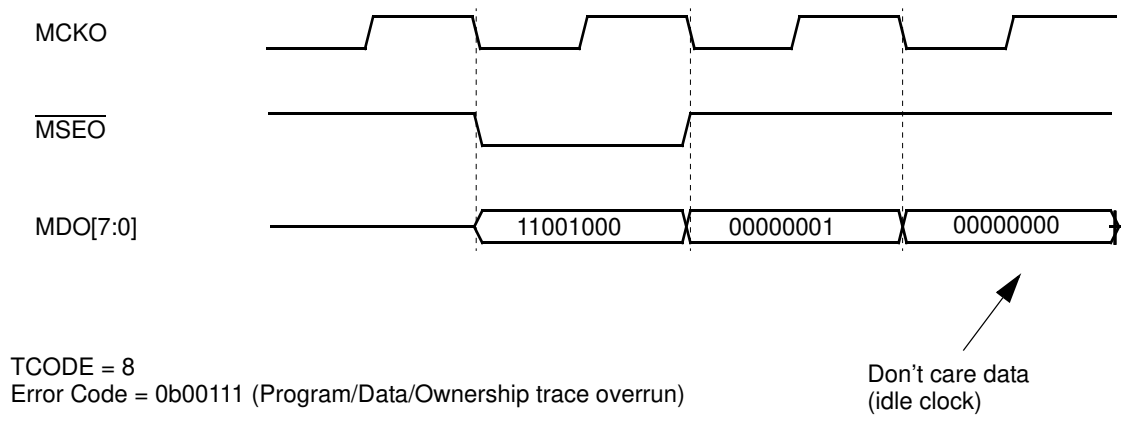 MCKO
MSEO
MDO[7:0]
11001000
00000001
00000000
TCODE = 8
Error Code = 0b00111 (Program/Data/Ownership trace overrun)
Don't care data
(idle clock)